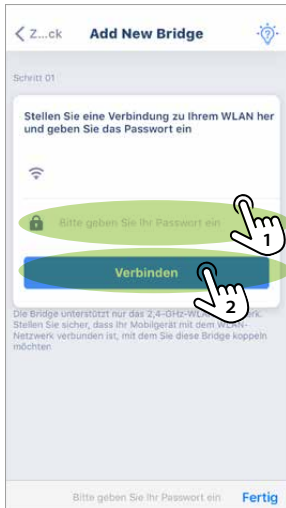 Z...ck Add New Bridge
Schritt 01
Stellen Sie eine Verbindung zu Ihrem WLAN her
und geben Sie das Passwort ein
Bitte geben Sie Ihr Passwort ein
1
Verbinden
2
Die Bridge unterstützt nur das 2,4-GHz-WLAN
Stellen Sie sicher, dass Ihr Mobilgerät mit dem WLAN-
Netzwerk verbunden ist, mit dem Sie diese Bridge koppeln
möchten
Bitte geben Sie Ihr Passwort ein Fertig